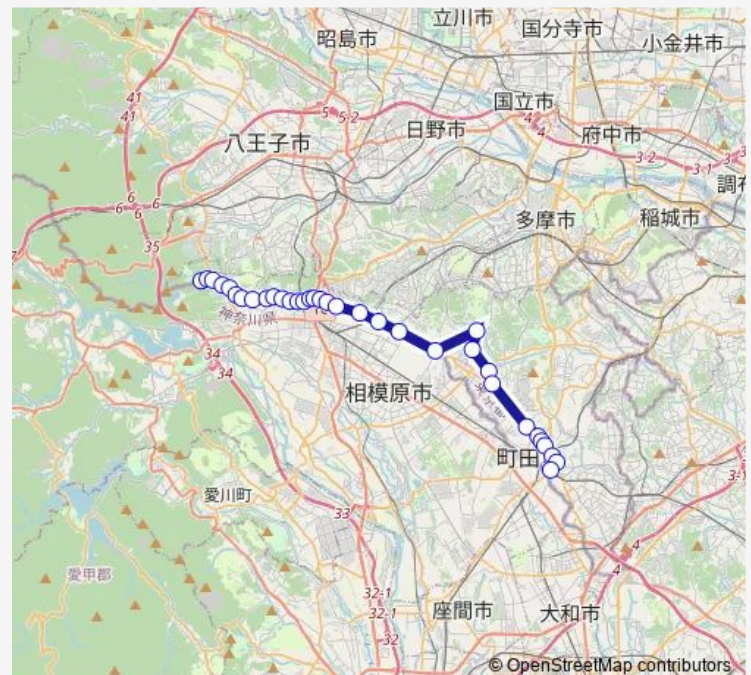 立川市
国分寺市
昭島市
小金井市
41
41
5
5-2
国立市
4
4
八王子市
日野市
府中市
3-2
3-1
3
調布
6
6
6
6
多摩市
稲城市
35
神奈川県
34
34
相模原市
町田
愛川町
33
3-1
4
4
愛甲郡
32-1
32-1
座間市
大和市
32
© OpenStreetMap contributors